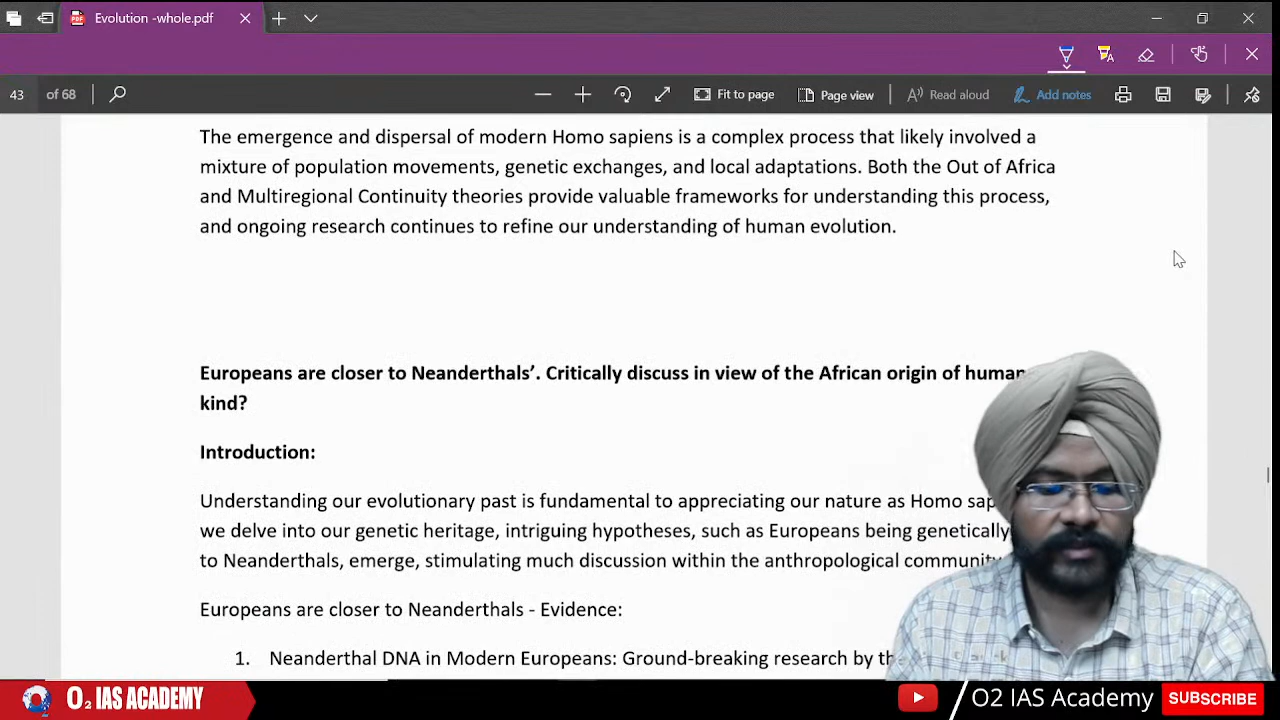 Evolution -whole.pdf
43 of 68
Fit to page
Page view
Read aloud
Add notes
The emergence and dispersal of modern Homo sapiens is a complex process that likely involved a
mixture of population movements, genetic exchanges, and local adaptations. Both the Out of Africa
and Multiregional Continuity theories provide valuable frameworks for understanding this process,
and ongoing research continues to refine our understanding of human evolution.
Europeans are closer to Neanderthals’. Critically discuss in view of the African origin of human
kind?
Introduction:
Understanding our evolutionary past is fundamental to appreciating our nature as Homo
we delve into our genetic heritage, intriguing hypotheses, such as Europeans being genetically
to Neanderthals, emerge, stimulating much discussion within the anthropological community
Europeans are closer to Neanderthals - Evidence:
1. Neanderthal DNA in Modern Europeans: Ground-breaking research by
O2 IAS ACADEMY
O2 IAS Academy
SUBSCRIBE